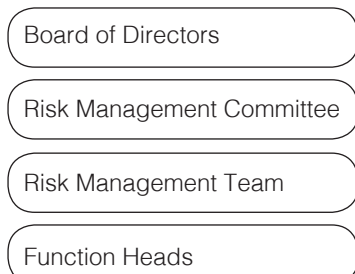 Board of Directors
Risk Management Committee
Risk Management Team
Function Heads